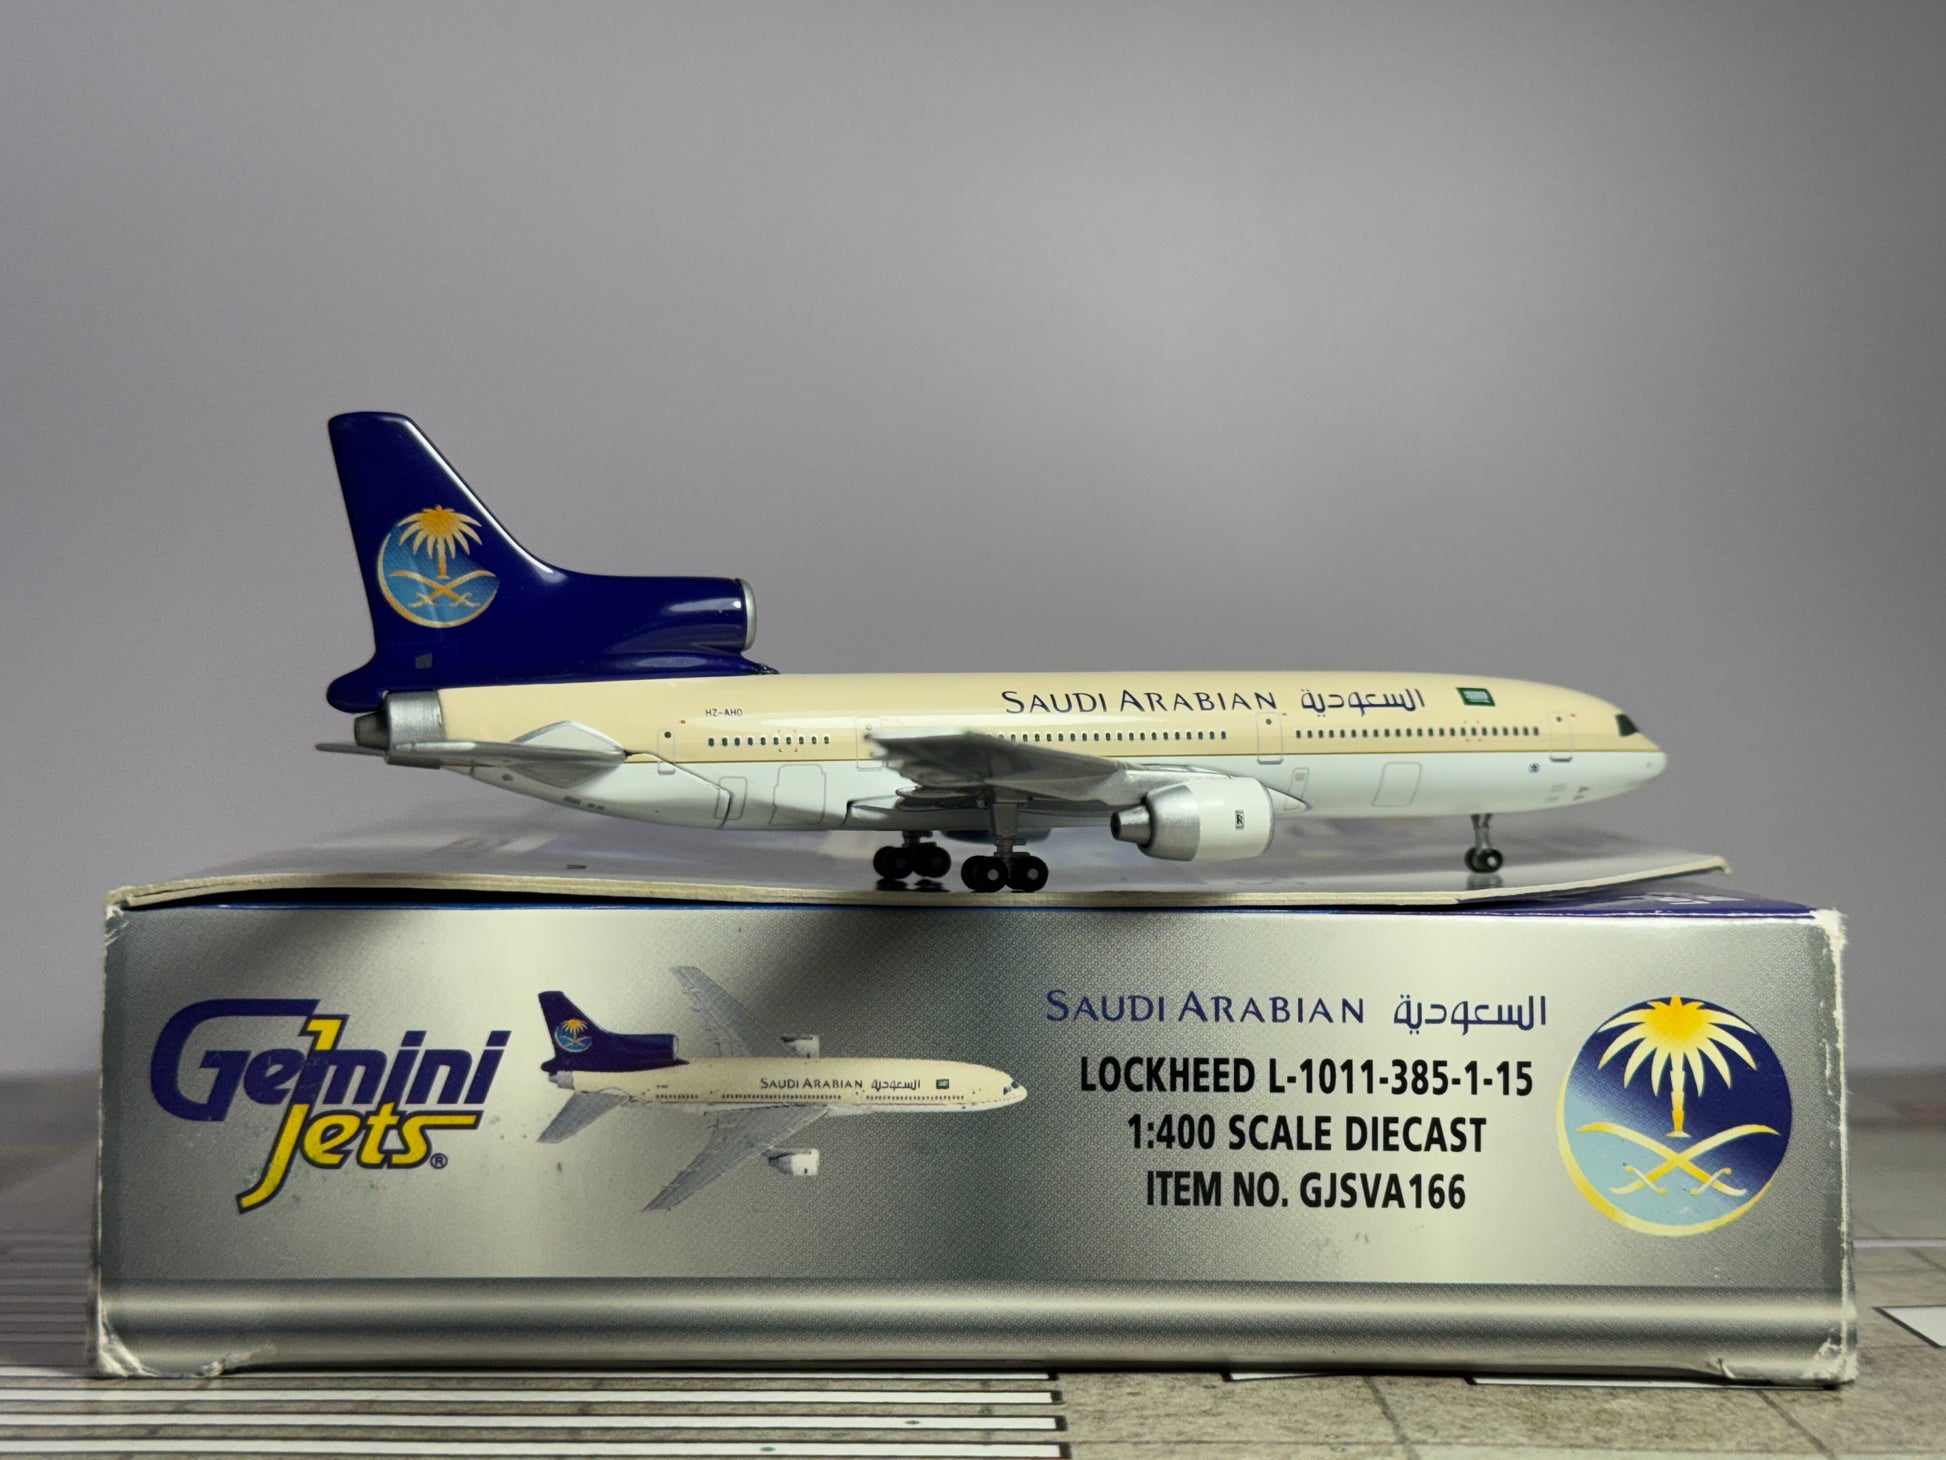 SAUDI ARABIAN السعودية
HZ-AHO
Gemini
Jets®
SAUDI ARABIAN السعودية
SAUDI ARABIAN السعودية
LOCKHEED L-1011-385-1-15
1:400 SCALE DIECAST
ITEM NO. GJSVA166